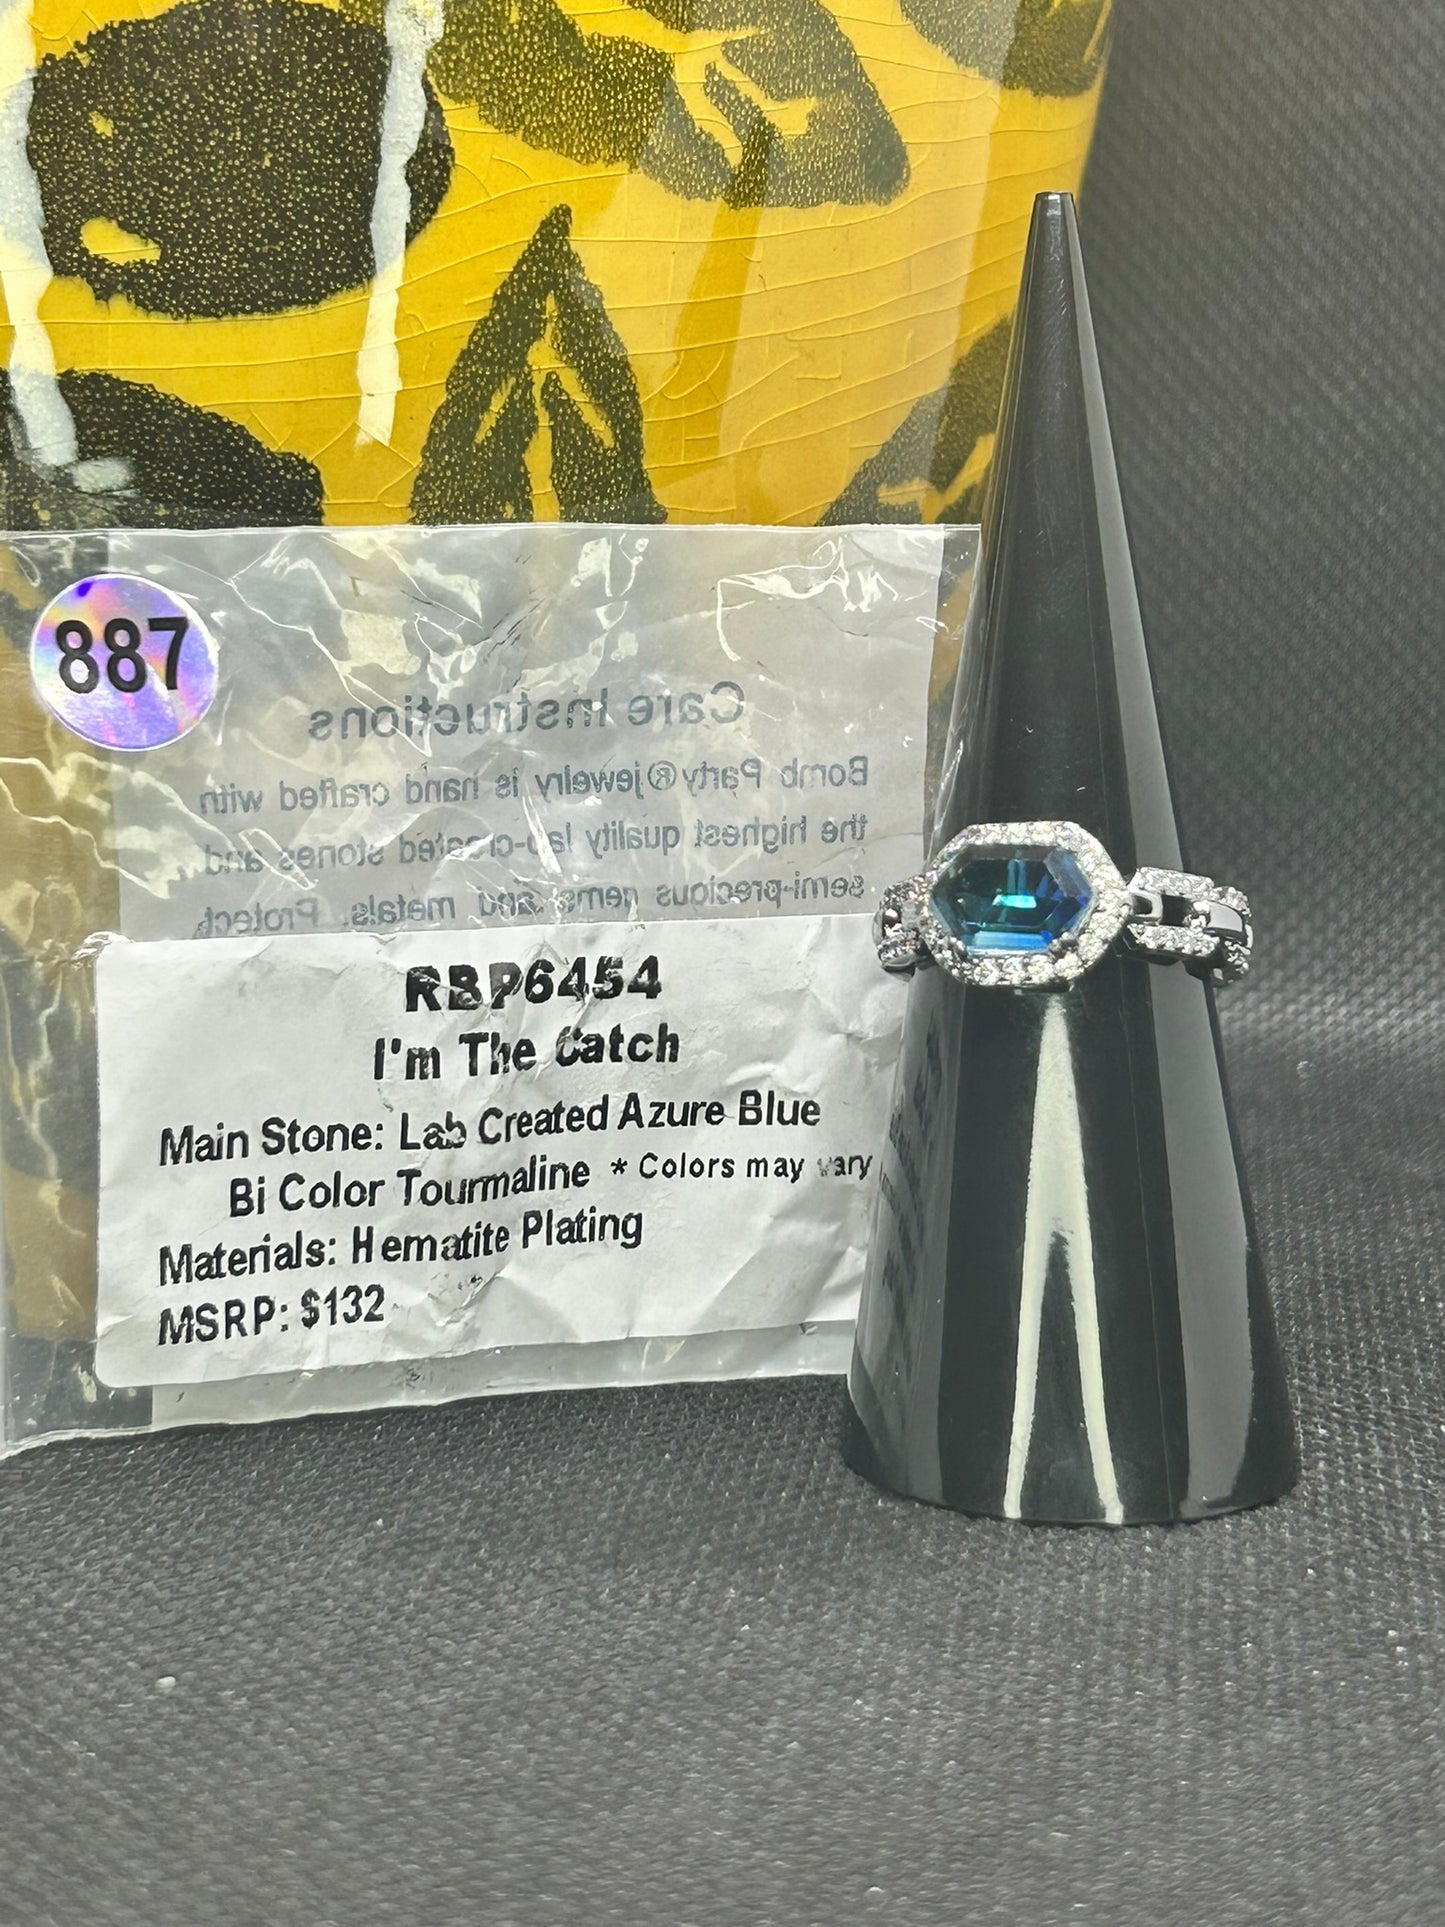 887
Care Instructions
Bomb Party® jewelry is hand crafted with
the highest quality lab-created stones and
semi-precious gems and metals. Protect
RBP6454
I'm The Catch
Main Stone: Lab Created Azure Blue
Bi Color Tourmaline * Colors may vary
Materials: Hematite Plating
MSRP: $132